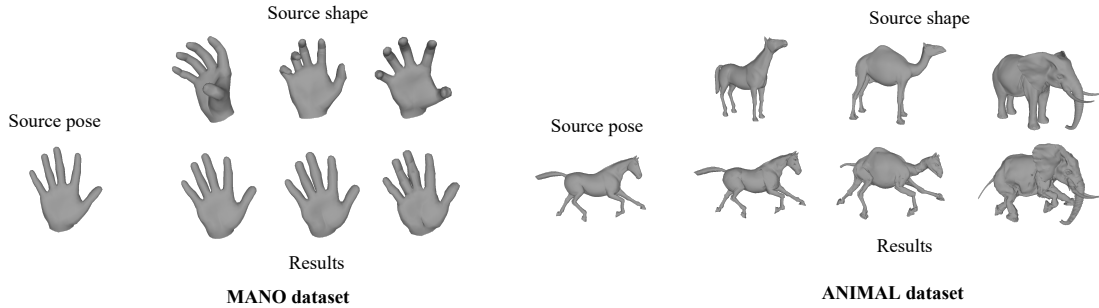 Source shape
Source pose
Results
MANO dataset
Source shape
Source pose
Results
ANIMAL dataset